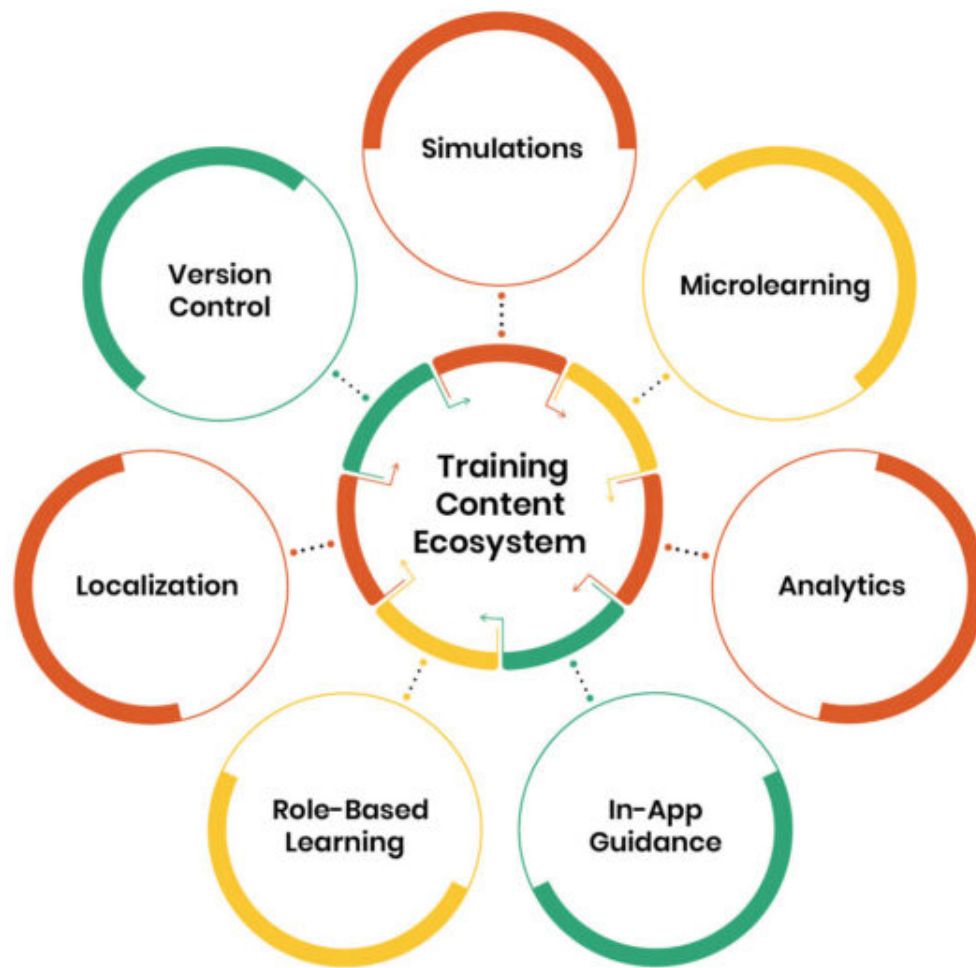 Simulations
Version
Control
Microlearning
Training
Content
Ecosystem
Localization
Analytics
Role-Based
Learning
In-App
Guidance